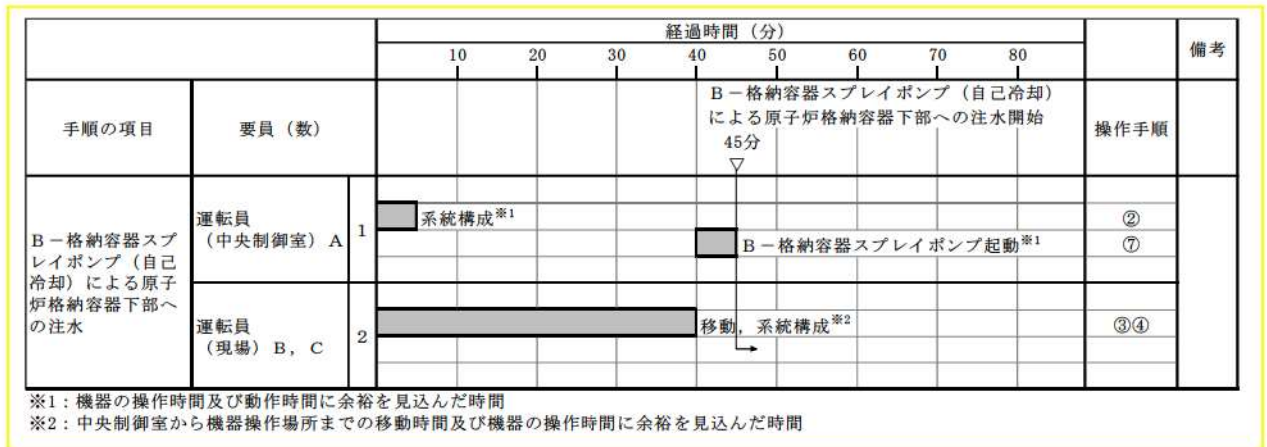 経過時間（分）
備考
10 20 30 40 50 60 70 80
手順の項目
要員（数）
B－格納容器スプレイポンプ（自己冷却）
による原子炉格納容器下部への注水開始
45分
▽
操作手順
B－格納容器スプ
レイポンプ（自己
冷却）による原子
炉格納容器下部へ
の注水
運転員
（中央制御室）A
1
系統構成※1
②
B－格納容器スプレイポンプ起動※1
⑦
運転員
（現場）B，C
2
移動，系統構成※2
③④
※1：機器の操作時間及び動作時間に余裕を見込んだ時間
※2：中央制御室から機器操作場所までの移動時間及び機器の操作時間に余裕を見込んだ時間